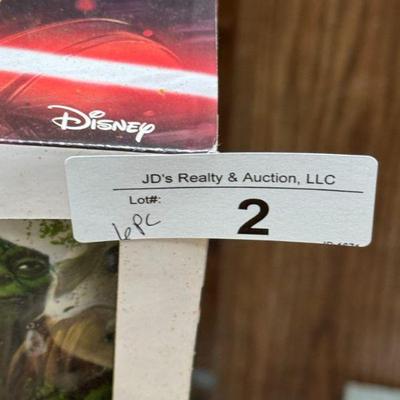 Disney
JD's Realty & Auction, LLC
Lot#:
2
6PC